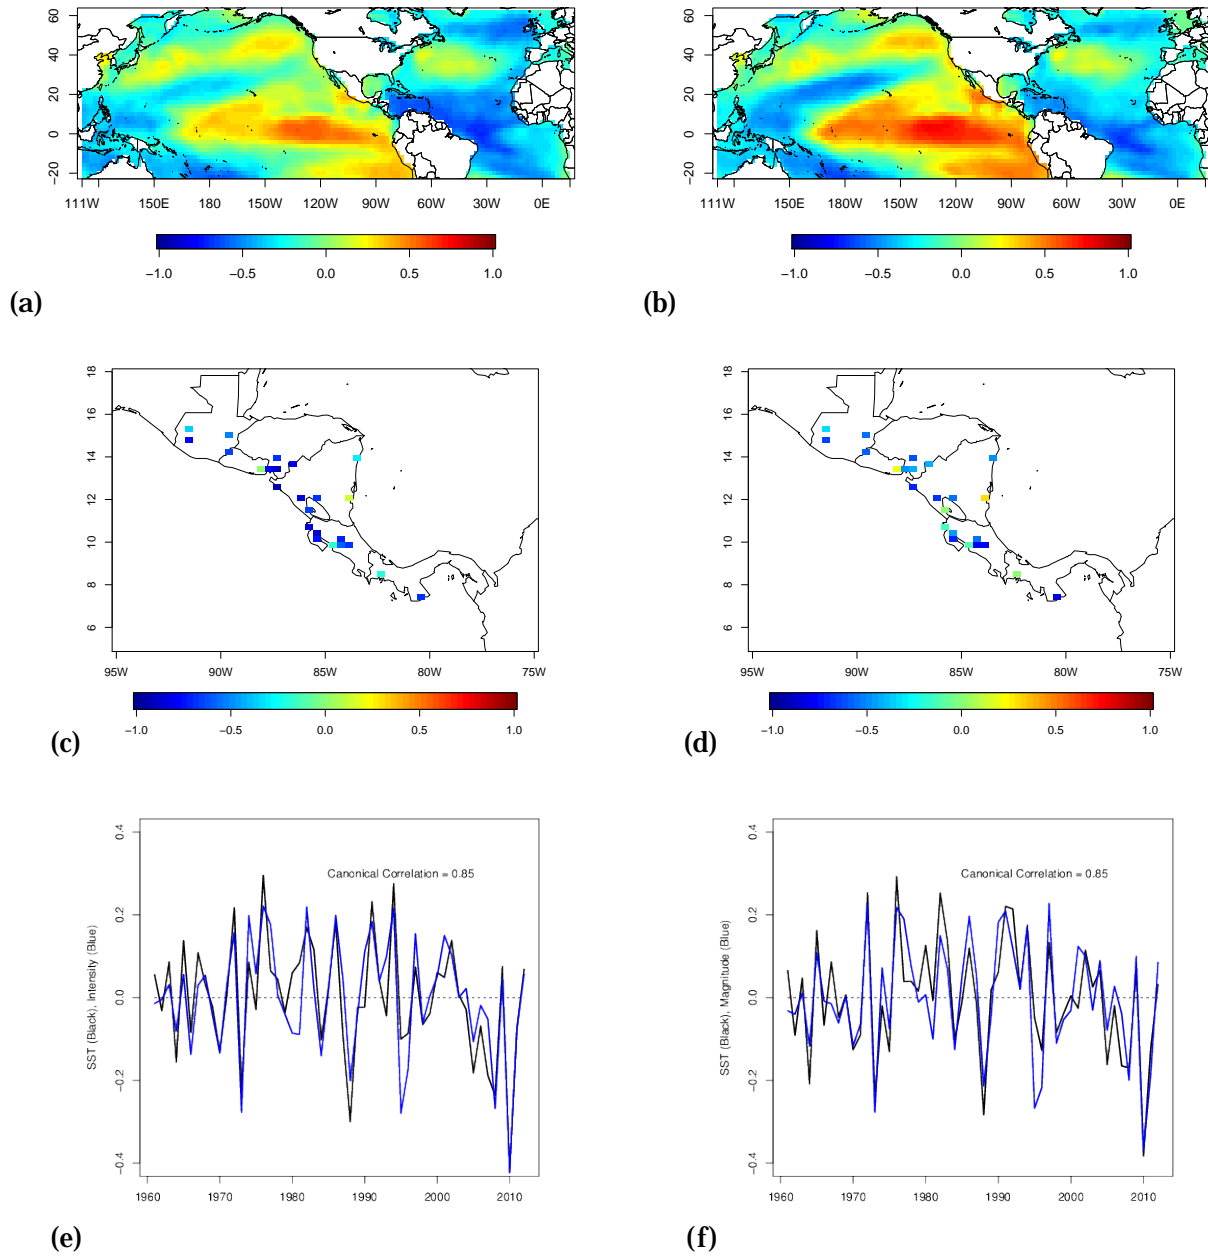 60
40
20
0
−20
111W 150E 180 150W 120W 90W 60W 30W 0E
−1.0 −0.5 0.0 0.5 1.0
(a)
60
40
20
0
−20
111W 150E 180W 150W 120W 90W 60W 30W 0E
−1.0 −0.5 0.0 0.5 1.0
(b)
18
16
14
12
10
8
6
95W 90W 85W 80W 75W
−1.0 −0.5 0.0 0.5 1.0
(c)
18
16
14
12
10
8
6
95W 90W 85W 80W 75W
−1.0 −0.5 0.0 0.5 1.0
(d)
SST (Black), Intensity (Blue)
0.4
0.2
0.0
−0.2
−0.4
Canonical Correlation = 0.85
1960 1970 1980 1990 2000 2010
(e)
SST (Black), Magnitude (Blue)
0.4
0.2
0.0
−0.2
−0.4
Canonical Correlation = 0.85
1960 1970 1980 1990 2000 2010
(f)